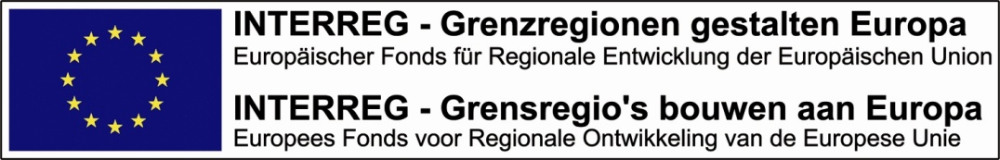 INTERREG - Grenzregionen gestalten Europa
Europäischer Fonds für Regionale Entwicklung der Europäischen Union
INTERREG - Grensregio's bouwen aan Europa
Europees Fonds voor Regionale Ontwikkeling van de Europese Unie